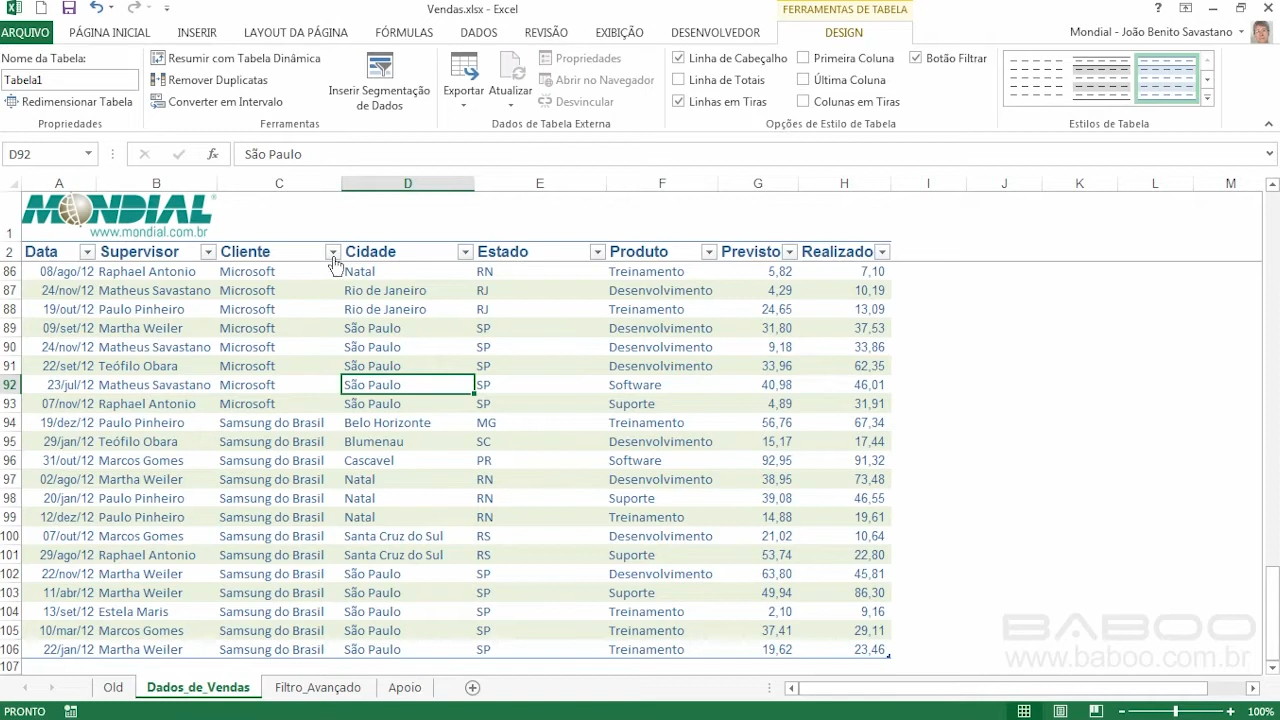 Vendas.xlsx - Excel
FERRAMENTAS DE TABELA
?
ARQUIVO PÁGINA INICIAL INSERIR LAYOUT DA PÁGINA FÓRMULAS DADOS REVISÃO EXIBIÇÃO DESENVOLVEDOR DESIGN Mondial - João Benito Savastano
Nome da Tabela: Resumir com Tabela Dinâmica Propriedades Linha de Cabeçalho Primeira Coluna Botão Filtrar
Tabela1 Remover Duplicatas Inserir Segmentação de Dados Exportar Atualizar Abrir no Navegador Linha de Totais Última Coluna
Redimensionar Tabela Converter em Intervalo Desvincular Linhas em Tiras Colunas em Tiras
Propriedades Ferramentas Dados de Tabela Externa Opções de Estilo de Tabela Estilos de Tabela
D92 fx São Paulo
A B C D E F G H I J K L M
MONDIAL
1 www.mondial.com.br
2 Data Supervisor Cliente Cidade Estado Produto Previsto Realizado
86 08/ago/12 Raphael Antonio Microsoft Natal RN Treinamento 5,82 7,10
87 24/nov/12 Matheus Savastano Microsoft Rio de Janeiro RJ Desenvolvimento 4,29 10,19
88 19/out/12 Paulo Pinheiro Microsoft Rio de Janeiro RJ Treinamento 24,65 13,09
89 09/set/12 Martha Weiler Microsoft São Paulo SP Desenvolvimento 31,80 37,53
90 24/nov/12 Matheus Savastano Microsoft São Paulo SP Desenvolvimento 9,18 33,86
91 22/set/12 Teófilo Obara Microsoft São Paulo SP Desenvolvimento 33,96 62,35
92 23/jul/12 Matheus Savastano Microsoft São Paulo SP Software 40,98 46,01
93 07/nov/12 Raphael Antonio Microsoft São Paulo SP Suporte 4,89 31,91
94 19/dez/12 Paulo Pinheiro Samsung do Brasil Belo Horizonte MG Treinamento 56,76 67,34
95 29/jan/12 Teófilo Obara Samsung do Brasil Blumenau SC Desenvolvimento 15,17 17,44
96 31/out/12 Marcos Gomes Samsung do Brasil Cascavel PR Software 92,95 91,32
97 02/ago/12 Martha Weiler Samsung do Brasil Natal RN Desenvolvimento 38,95 73,48
98 20/jan/12 Paulo Pinheiro Samsung do Brasil Natal RN Suporte 39,08 46,55
99 12/dez/12 Paulo Pinheiro Samsung do Brasil Natal RN Treinamento 14,88 19,61
100 07/out/12 Marcos Gomes Samsung do Brasil Santa Cruz do Sul RS Desenvolvimento 21,02 10,64
101 29/ago/12 Raphael Antonio Samsung do Brasil Santa Cruz do Sul RS Suporte 53,74 22,80
102 22/nov/12 Martha Weiler Samsung do Brasil São Paulo SP Desenvolvimento 63,80 45,81
103 11/abr/12 Martha Weiler Samsung do Brasil São Paulo SP Suporte 49,94 86,30
104 13/set/12 Estela Maris Samsung do Brasil São Paulo SP Treinamento 2,10 9,16
105 10/mar/12 Marcos Gomes Samsung do Brasil São Paulo SP Treinamento 37,41 29,11
106 22/jan/12 Martha Weiler Samsung do Brasil São Paulo SP Treinamento 19,62 23,46
107
BABOO
www.baboo.com.br
Old Dados_de_Vendas Filtro_Avançado Apoio
PRONTO 100%